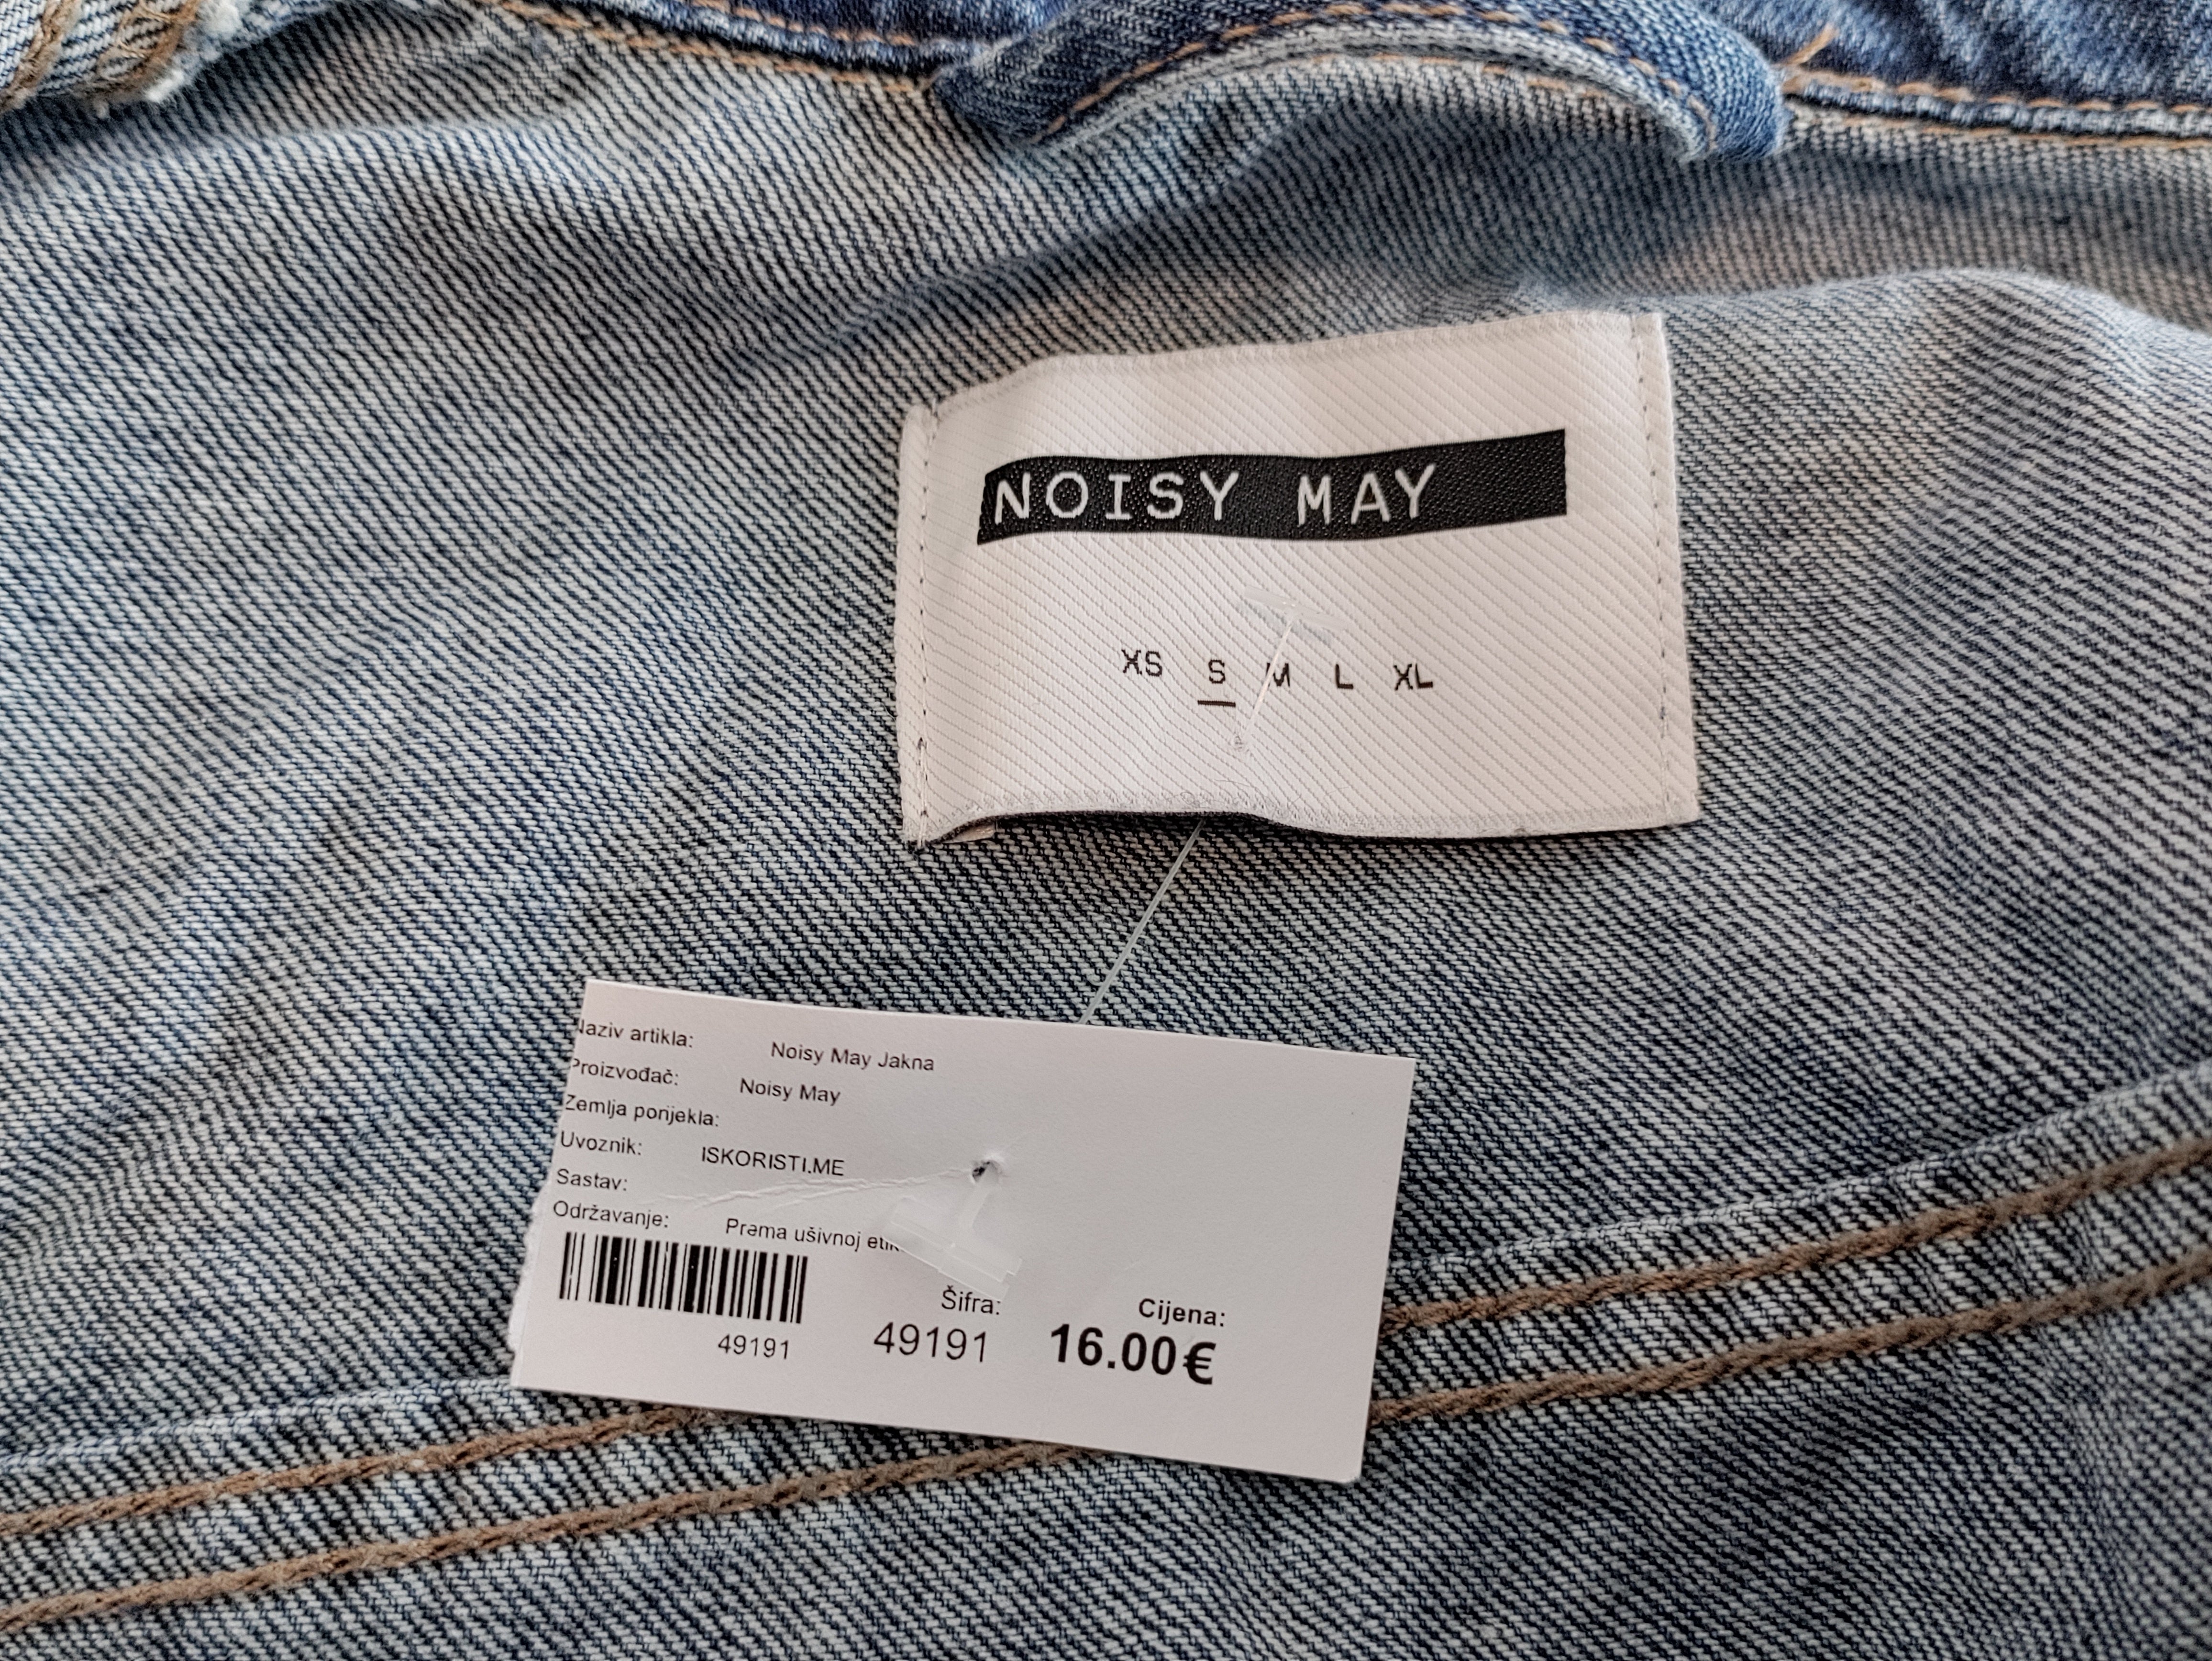 NOISY MAY
XS S M L XL
Naziv artikla: Noisy May Jakna
Proizvođač: Noisy May
Zemlja porijekla:
Uvoznik: ISKORISTI.ME
Sastav:
Održavanje: Prema ušivnoj
Šifra: Cijena:
49191 49191 16.00€